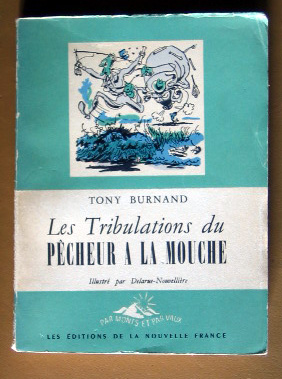 TONY BURNAND
Les Tribulations du
PÊCHEUR A LA MOUCHE
Illustré par Delarue-Nouvellière
PAR MONTS ET PAR VAUX
LES ÉDITIONS DE LA NOUVELLE FRANCE